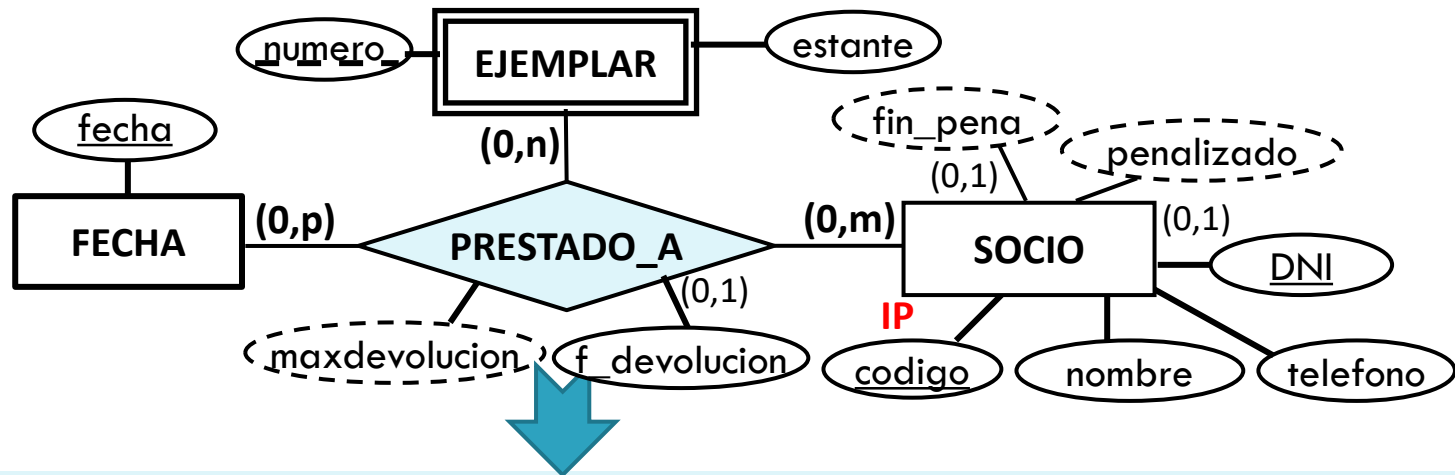 numero
EJEMPLAR
estante
fecha
(0,n)
fin_pena
penalizado
(0,1)
FECHA
(0,p)
PRESTADO_A
(0,m)
SOCIO
(0,1)
DNI
(0,1)
IP
maxdevolucion
f_devolucion
codigo
nombre
telefono